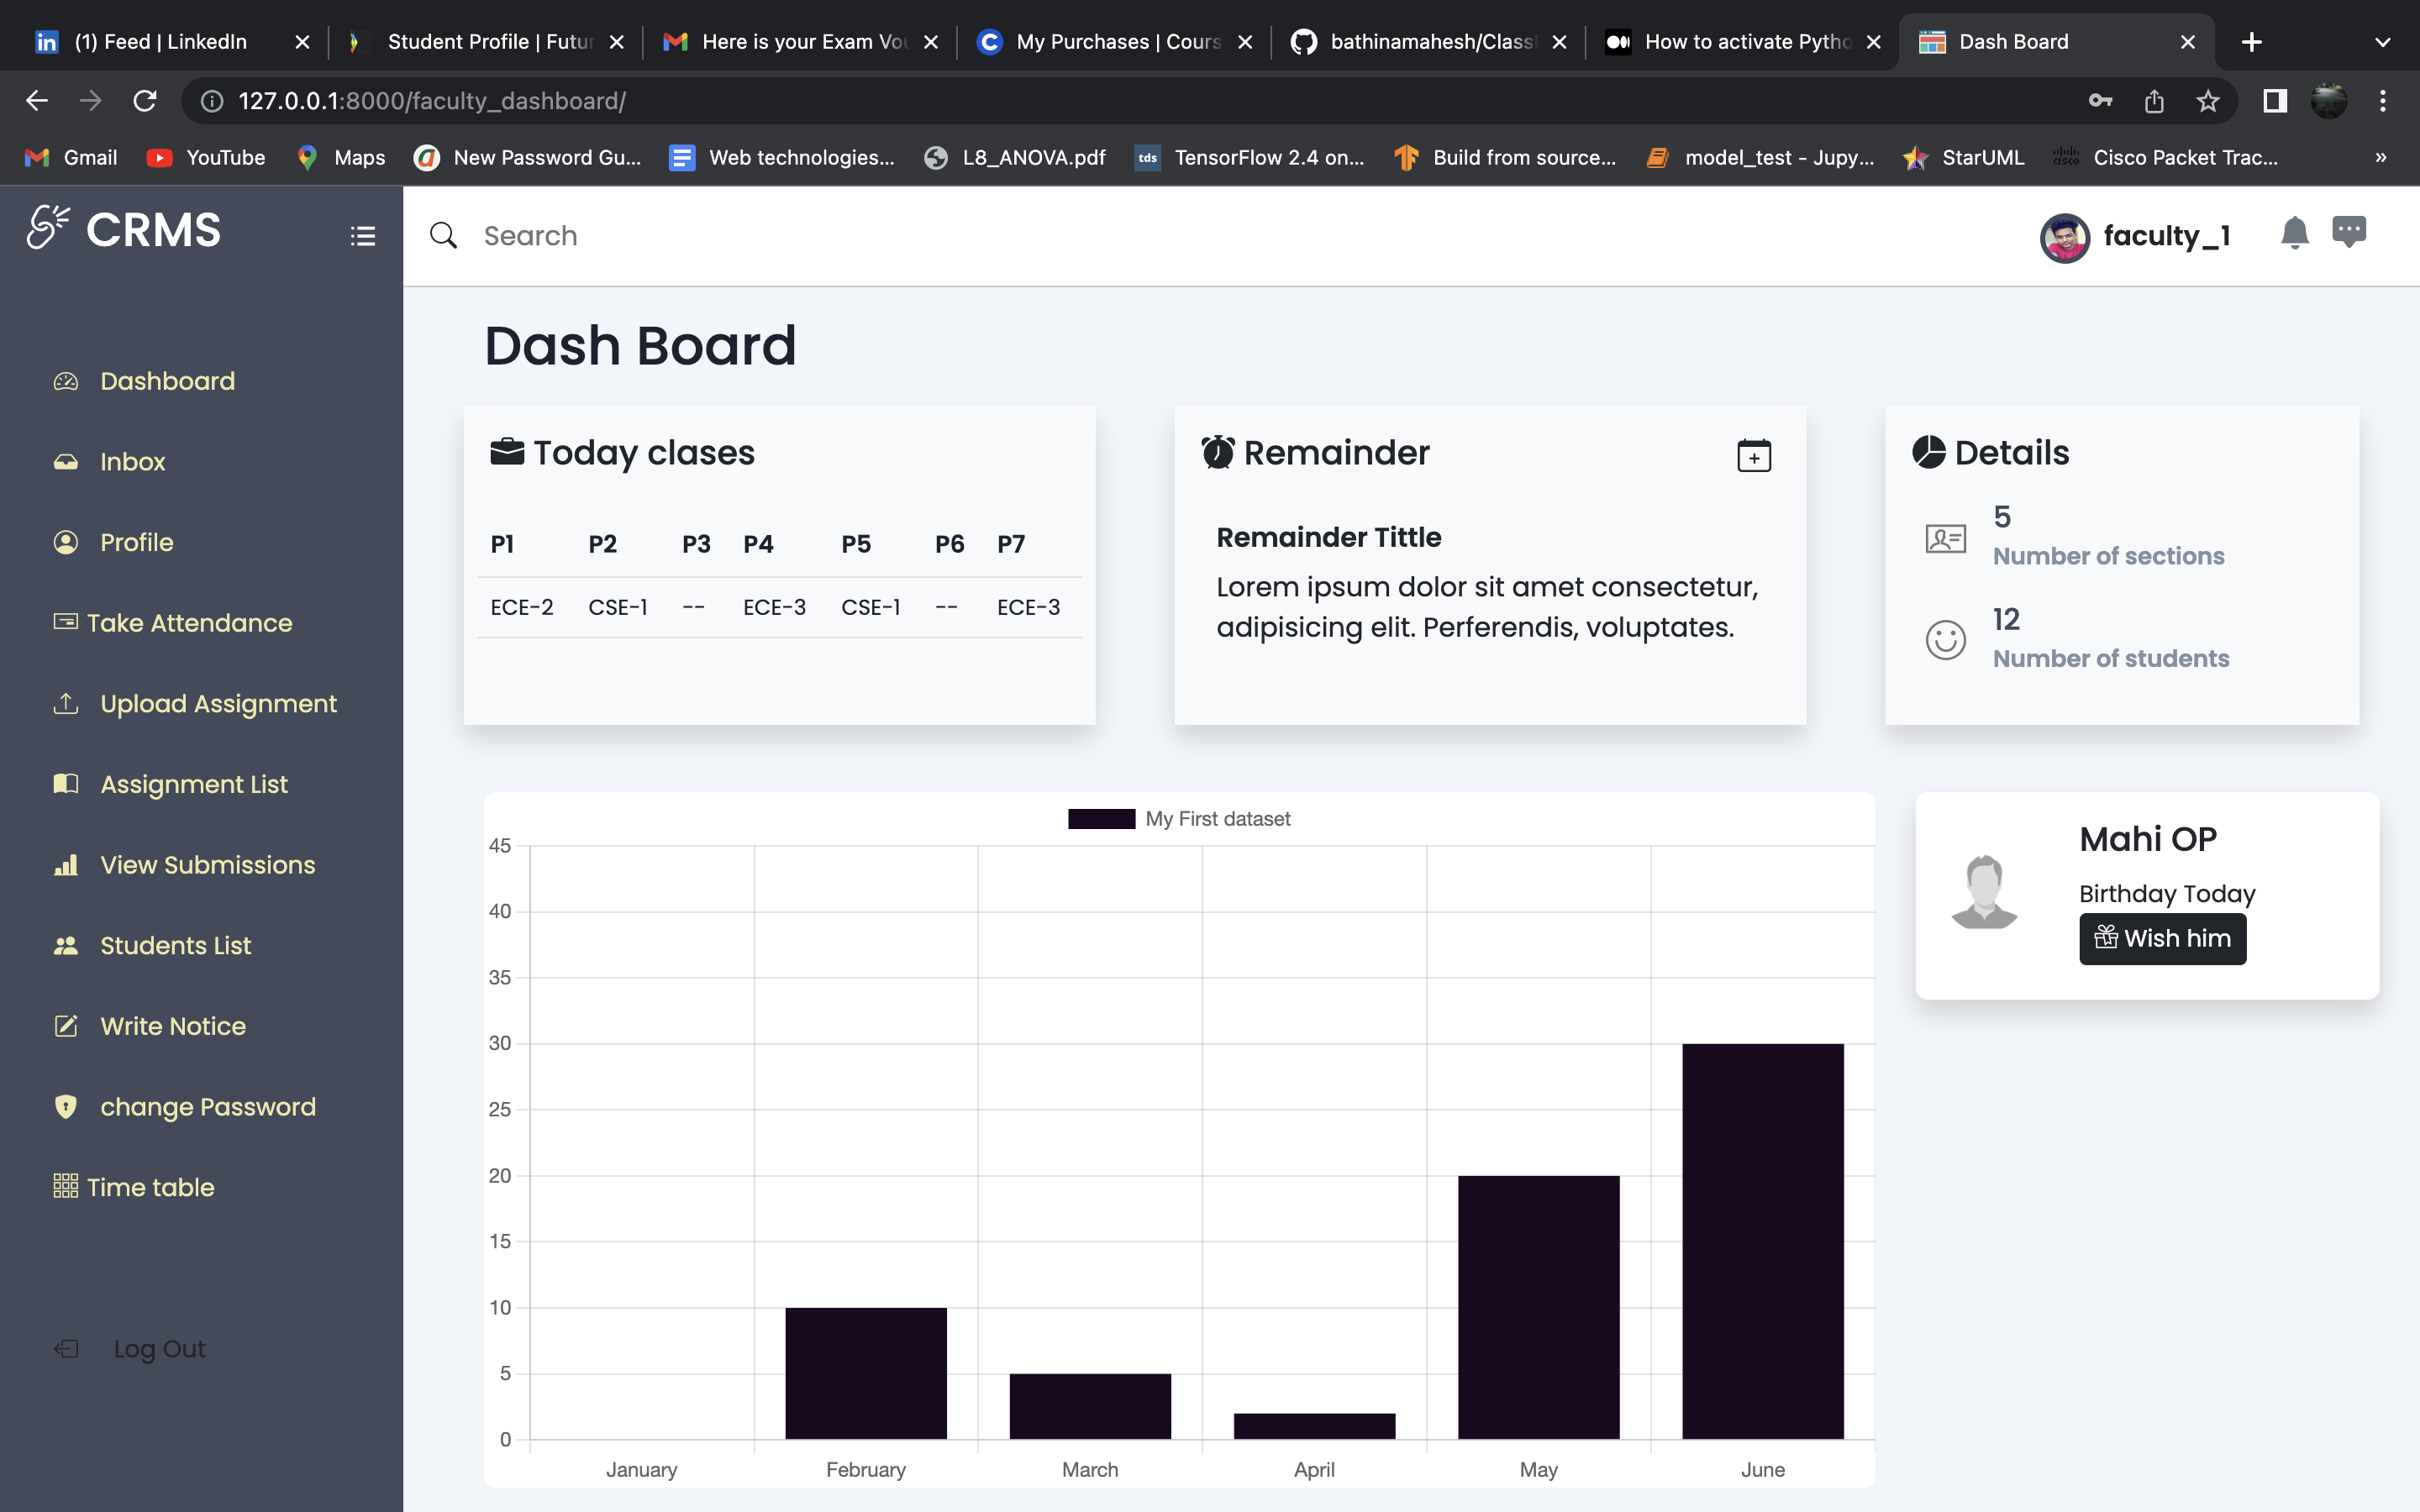 (1) Feed | LinkedIn
Student Profile | Futur
Here is your Exam Vou
My Purchases | Cours
bathinamahesh/Class
How to activate Pytho
Dash Board
127.0.0.1:8000/faculty_dashboard/
Gmail
YouTube
Maps
New Password Gu...
Web technologies...
L8_ANOVA.pdf
tds
TensorFlow 2.4 on...
Build from source...
model_test - Jupy...
StarUML
cisco
Cisco Packet Trac...
»
CRMS
Search
faculty_1
Dashboard
Inbox
Profile
Take Attendance
Upload Assignment
Assignment List
View Submissions
Students List
Write Notice
change Password
Time table
Log Out
Dash Board
Today clases
P1 P2 P3 P4 P5 P6 P7
ECE-2 CSE-1 -- ECE-3 CSE-1 -- ECE-3
Remainder
Remainder Tittle
Lorem ipsum dolor sit amet consectetur,
adipisicing elit. Perferendis, voluptates.
Details
5
Number of sections
12
Number of students
My First dataset
45
40
35
30
25
20
15
10
5
0
January February March April May June
Mahi OP
Birthday Today
Wish him